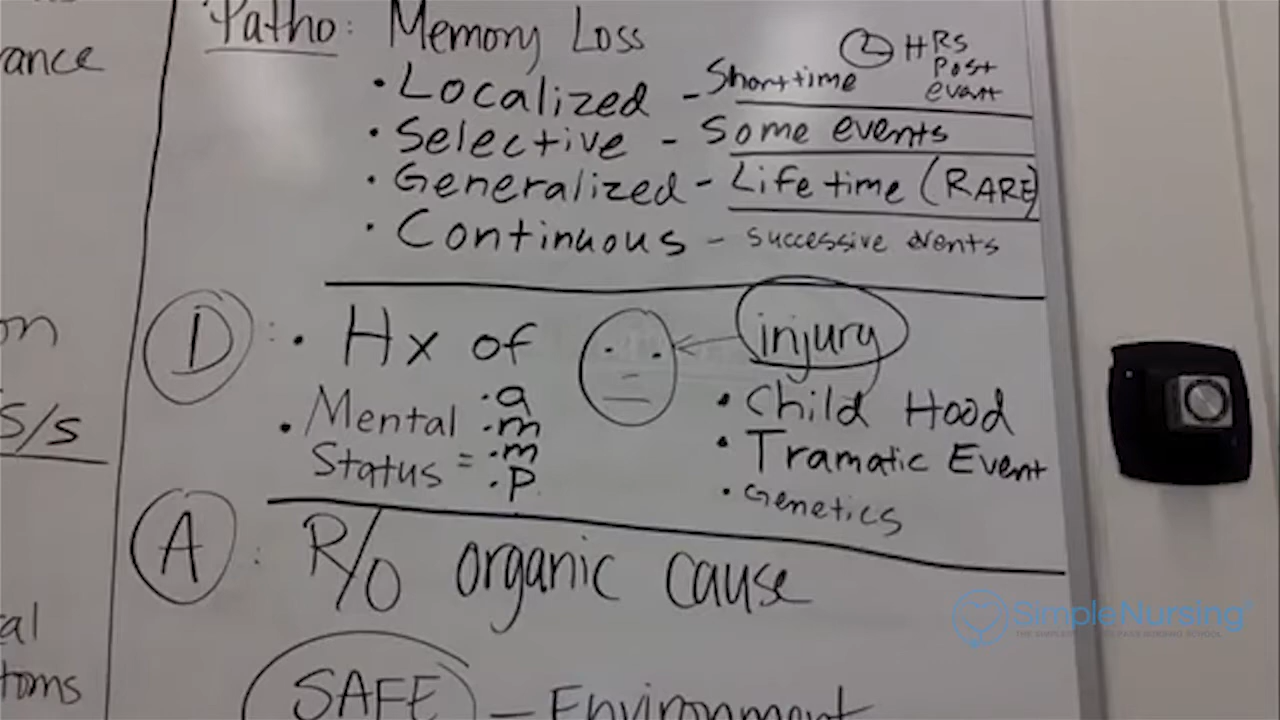 rance
Patho: Memory Loss
HRS
Post
event
• Localized - Short time
• Selective - Some events
• Generalized - Life time (RARE)
• Continuous - successive events
on
S/s
D : • Hx of
injury
• Mental
Status =
• a
• m
• m
• P
• Child Hood
• Tramatic Event
• Genetics
A : R/O organic cause
SimpleNursing
al
toms
SAFE - Environment